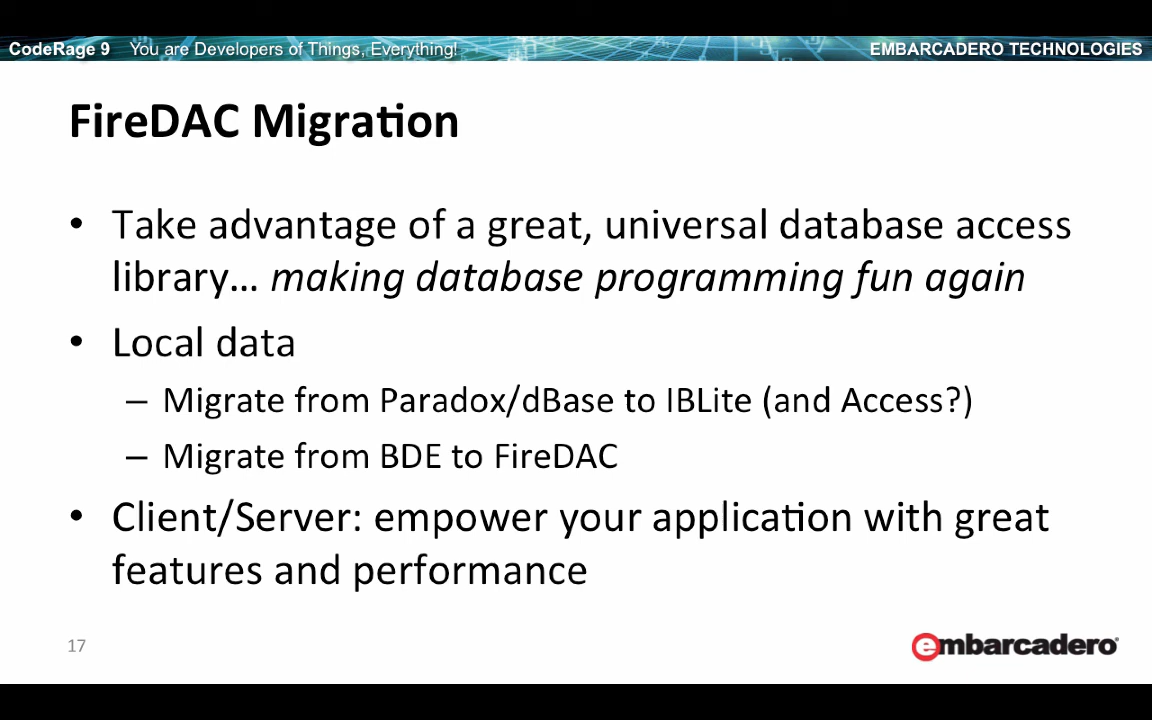 CodeRage 9 You are Developers of Things, Everything! EMBARCADERO TECHNOLOGIES
FireDAC Migration
• Take advantage of a great, universal database access
library… making database programming fun again
• Local data
– Migrate from Paradox/dBase to IBLite (and Access?)
– Migrate from BDE to FireDAC
• Client/Server: empower your application with great
features and performance
17
embarcadero®